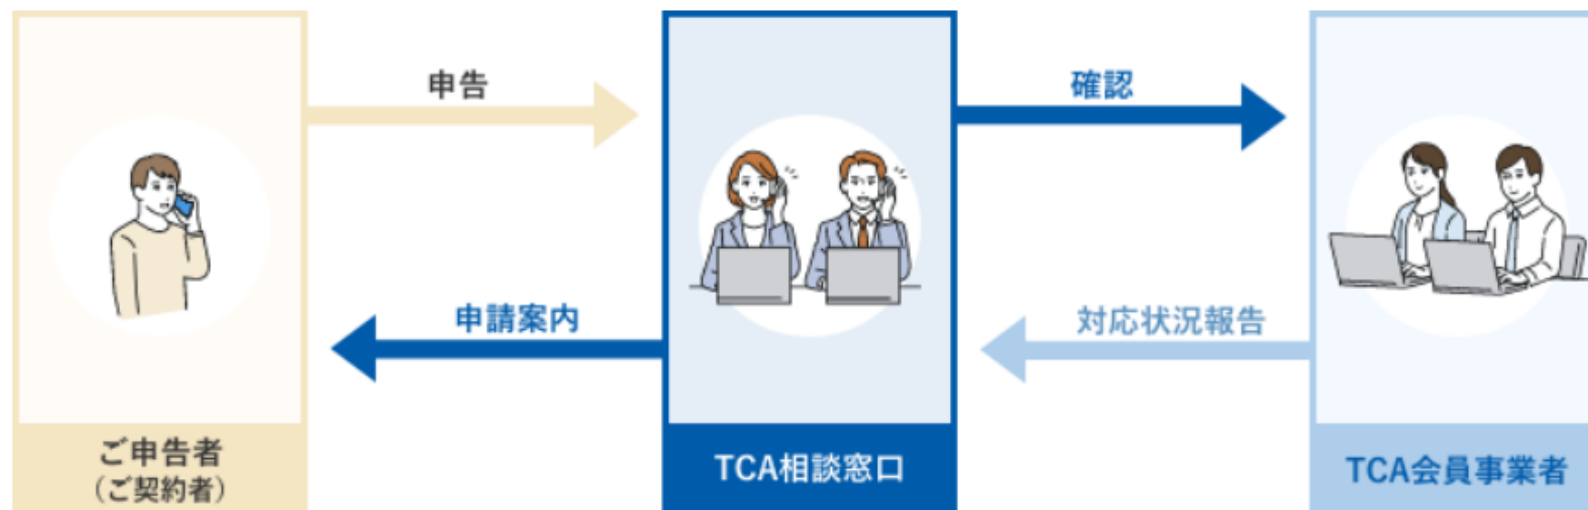 申告
確認
申請案内
対応状況報告
ご申告者
（ご契約者）
TCA相談窓口
TCA会員事業者